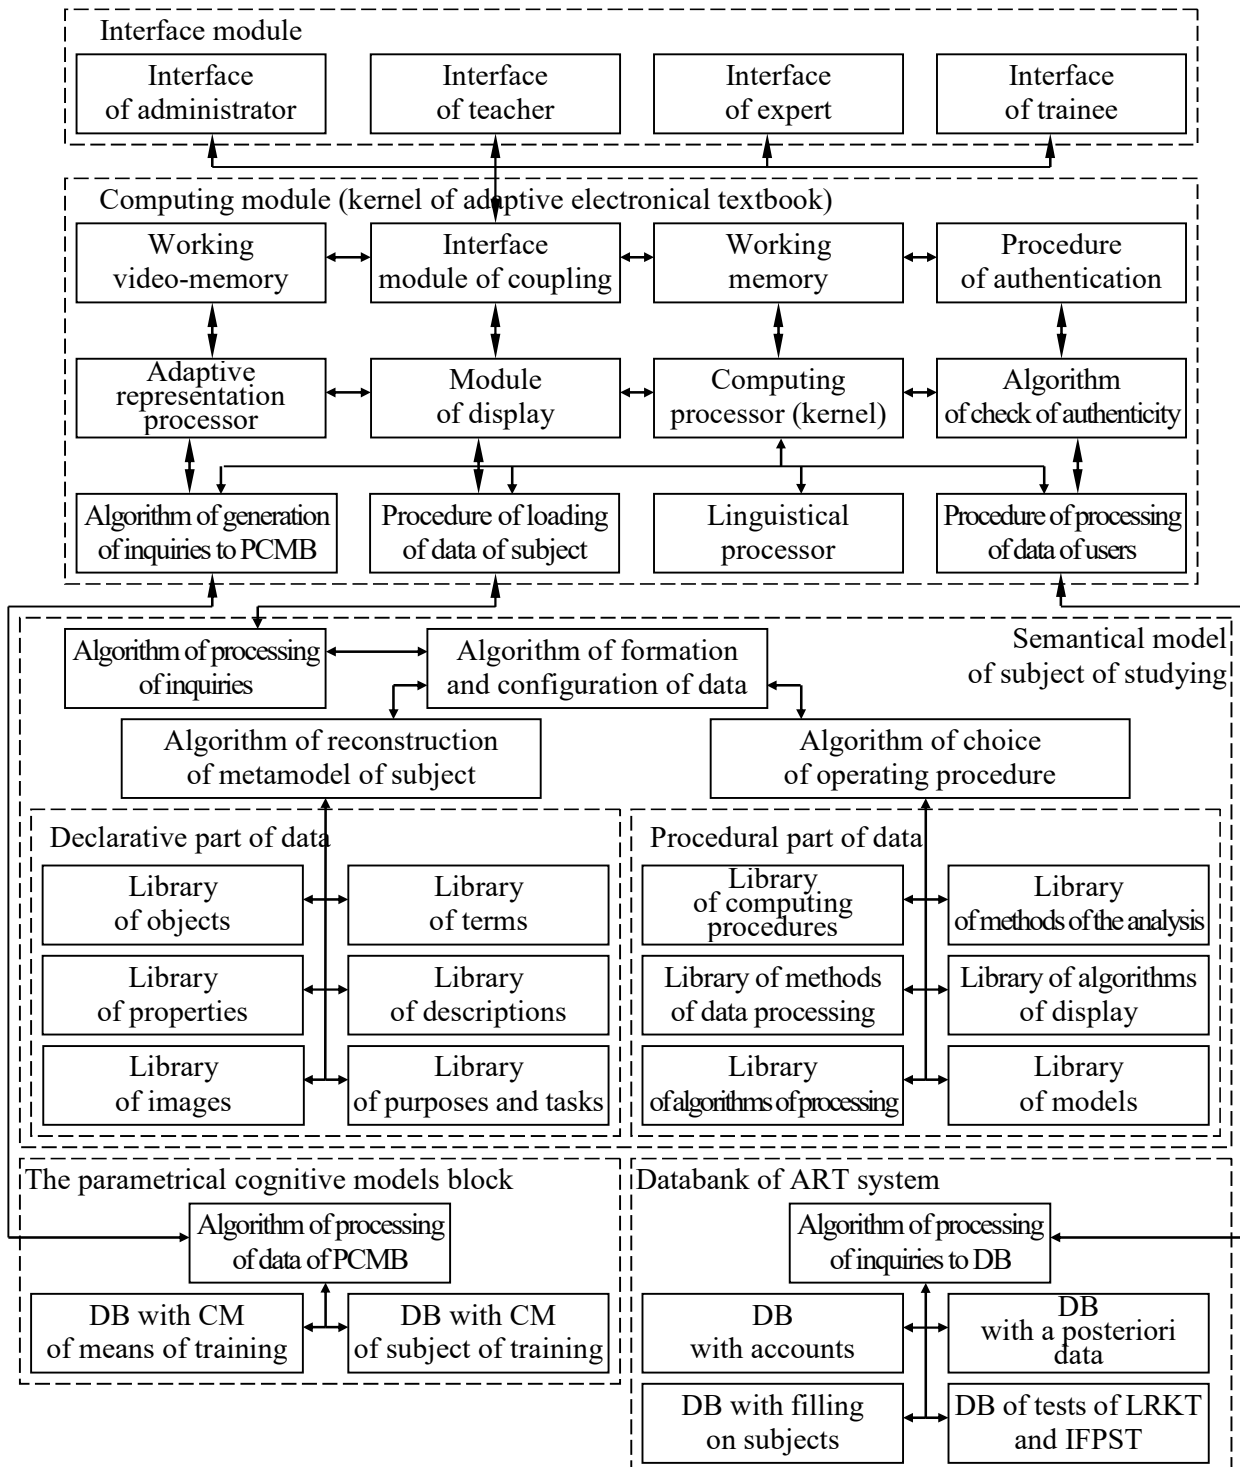 Interface module
Interface
of administrator
Interface
of teacher
Interface
of expert
Interface
of trainee
Computing module (kernel of adaptive electronical textbook)
Working
video-memory
Interface
module of coupling
Working
memory
Procedure
of authentication
Adaptive
representation
processor
Module
of display
Computing
processor (kernel)
Algorithm
of check of authenticity
Algorithm of generation
of inquiries to PCMB
Procedure of loading
of data of subject
Linguistical
processor
Procedure of processing
of data of users
Semantical model
of subject of studying
Algorithm of processing
of inquiries
Algorithm of formation
and configuration of data
Algorithm of reconstruction
of metamodel of subject
Algorithm of choice
of operating procedure
Declarative part of data
Library
of objects
Library
of terms
Library
of properties
Library
of descriptions
Library
of images
Library
of purposes and tasks
Procedural part of data
Library
of computing
procedures
Library
of methods of the analysis
Library of methods
of data processing
Library of algorithms
of display
Library
of algorithms of processing
Library
of models
The parametrical cognitive models block
Algorithm of processing
of data of PCMB
DB with CM
of means of training
DB with CM
of subject of training
Databank of ART system
Algorithm of processing
of inquiries to DB
DB
with accounts
DB
with a posteriori
data
DB with filling
on subjects
DB of tests of LRKT
and IFPST